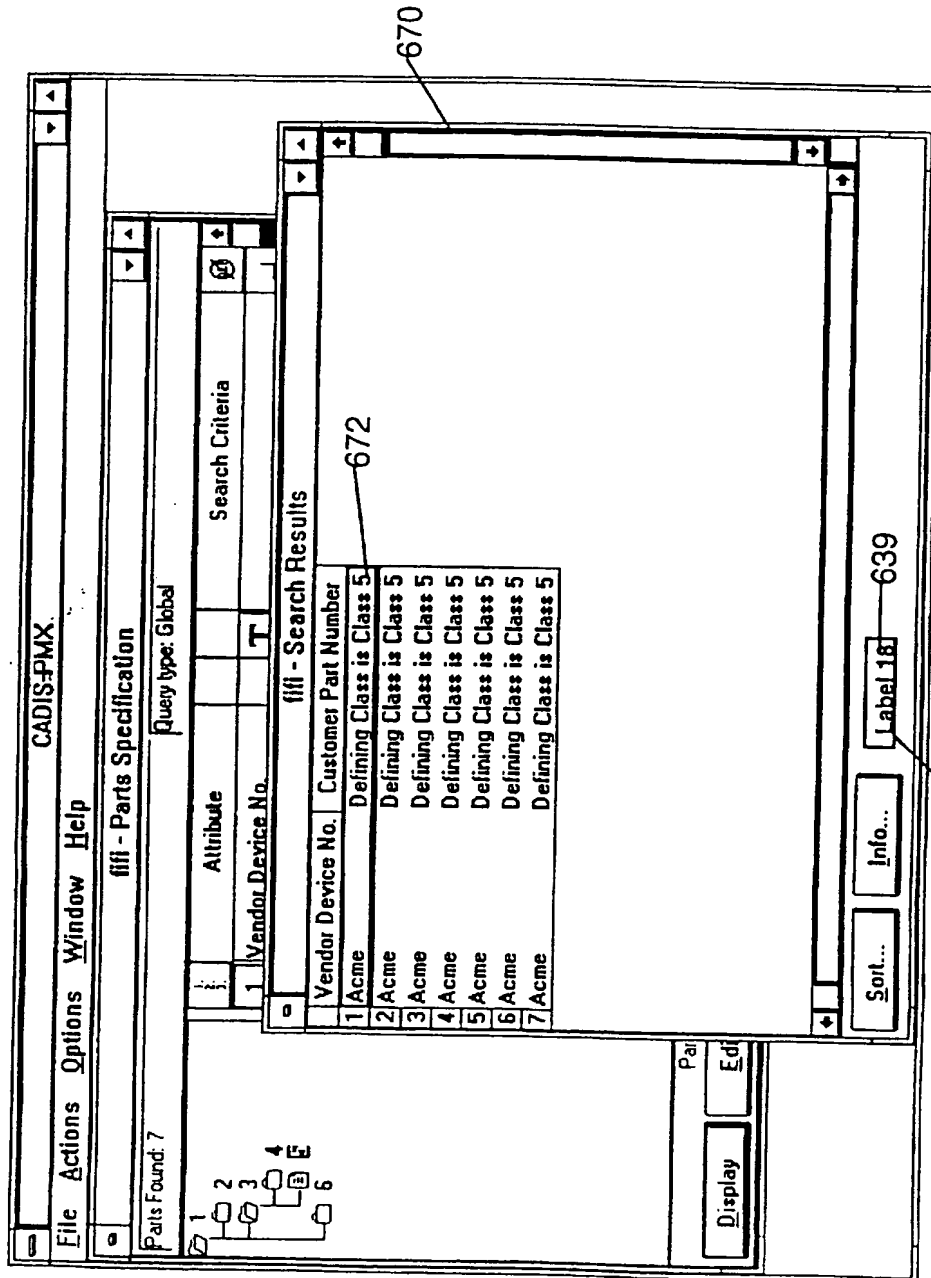 CADIS-PMX.
File Actions Options Window Help
fifi - Parts Specification
Parts Found: 7
Query type: Global
Attribute
Search Criteria
1 Vendor Device No.
T
1
2
3
4
6
fifi - Search Results
Vendor Device No. Customer Part Number
1 Acme Defining Class is Class 5
2 Acme Defining Class is Class 5
3 Acme Defining Class is Class 5
4 Acme Defining Class is Class 5
5 Acme Defining Class is Class 5
6 Acme Defining Class is Class 5
7 Acme Defining Class is Class 5
672
670
Par
Display
Edi
Sort...
Info...
Label 18
639